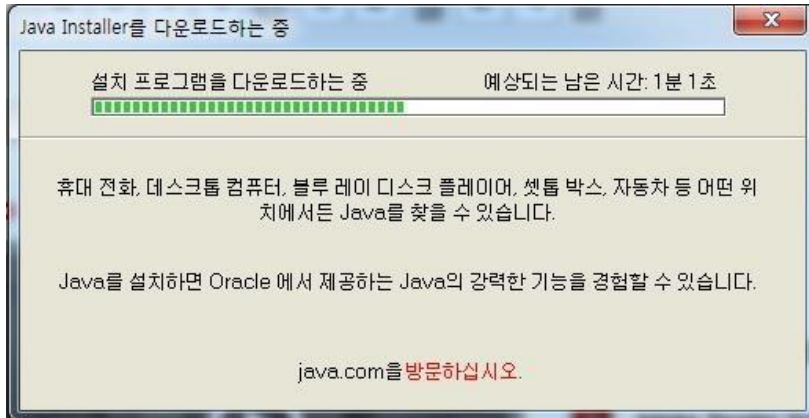 Java Installer를 다운로드하는 중
설치 프로그램을 다운로드하는 중 예상되는 남은 시간: 1분 1초
휴대 전화, 데스크톱 컴퓨터, 블루 레이 디스크 플레이어, 셋톱 박스, 자동차 등 어떤 위
치에서든 Java를 찾을 수 있습니다.
Java를 설치하면 Oracle 에서 제공하는 Java의 강력한 기능을 경험할 수 있습니다.
java.com을방문하십시오.